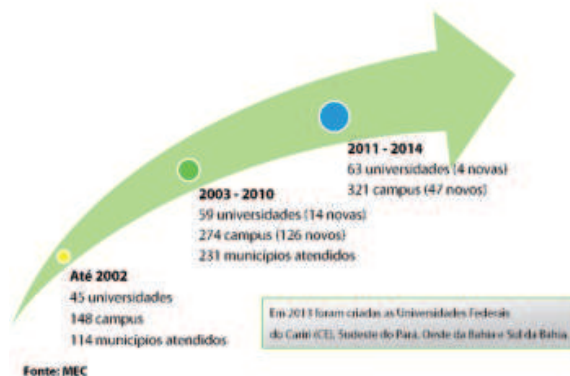 2011 - 2014
63 universidades (4 novas)
321 campus (47 novos)
2003 - 2010
59 universidades (14 novas)
274 campus (126 novos)
231 municípios atendidos
Até 2002
45 universidades
148 campus
114 municípios atendidos
Em 2013 foram criadas as Universidades Federais
do Cariri (CE), Sudeste do Pará, Oeste da Bahia e Sul da Bahia
Fonte: MEC